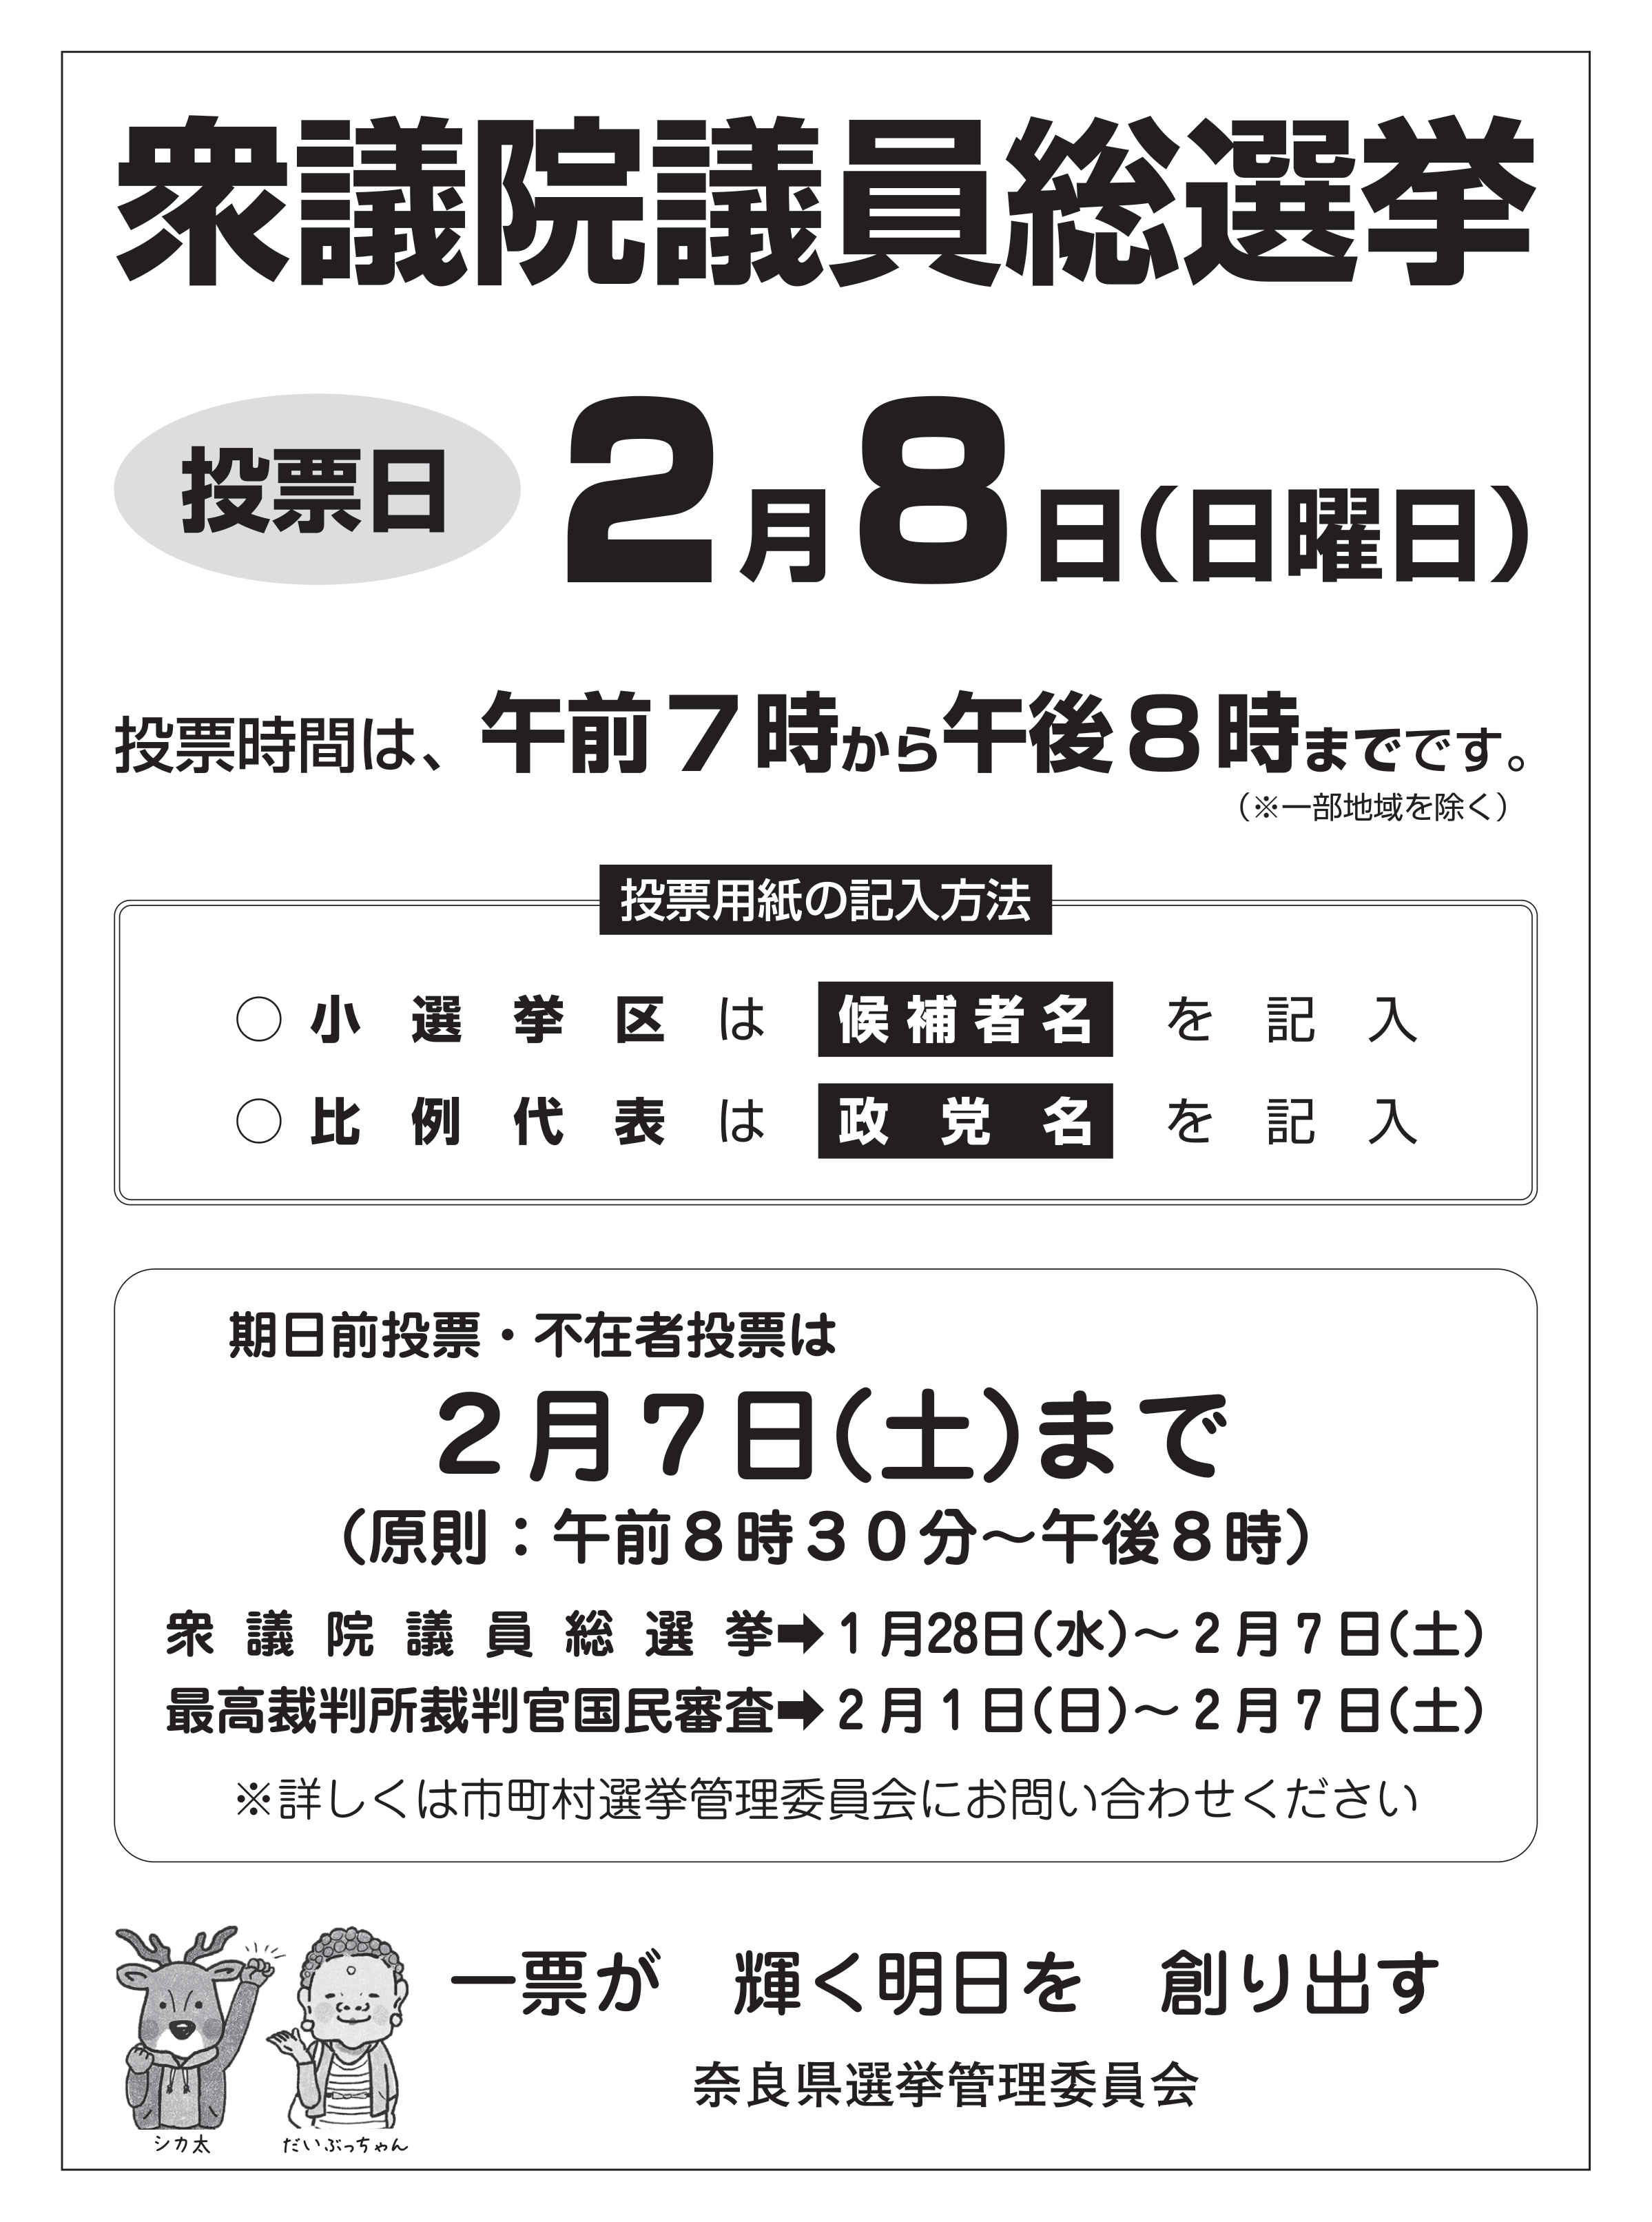 衆議院議員総選挙
投票日 2月8日(日曜日)
投票時間は、午前7時から午後8時までです。
(※一部地域を除く)
投票用紙の記入方法
○小選挙区は 候補者名 を記入
○比例代表は 政党名 を記入
期日前投票・不在者投票は
2月7日(土)まで
(原則:午前8時30分〜午後8時)
衆議院議員総選挙➡1月28日(水)〜2月7日(土)
最高裁判所裁判官国民審査➡2月1日(日)〜2月7日(土)
※詳しくは市町村選挙管理委員会にお問い合わせください
一票が 輝く明日を 創り出す
奈良県選挙管理委員会
シカ太 だいぶっちゃん